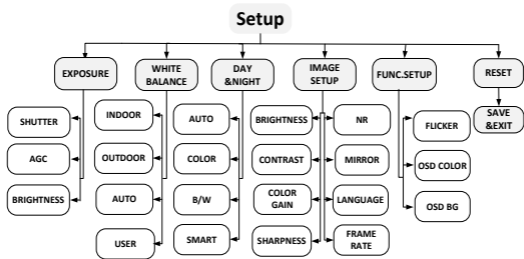 Setup
EXPOSURE
WHITE
BALANCE
DAY
&NIGHT
IMAGE
SETUP
FUNC.SETUP
RESET
SHUTTER
AGC
BRIGHTNESS
INDOOR
OUTDOOR
AUTO
USER
AUTO
COLOR
B/W
SMART
BRIGHTNESS
CONTRAST
COLOR
GAIN
SHARPNESS
NR
MIRROR
LANGUAGE
FRAME
RATE
FLICKER
OSD COLOR
OSD BG
SAVE
&EXIT